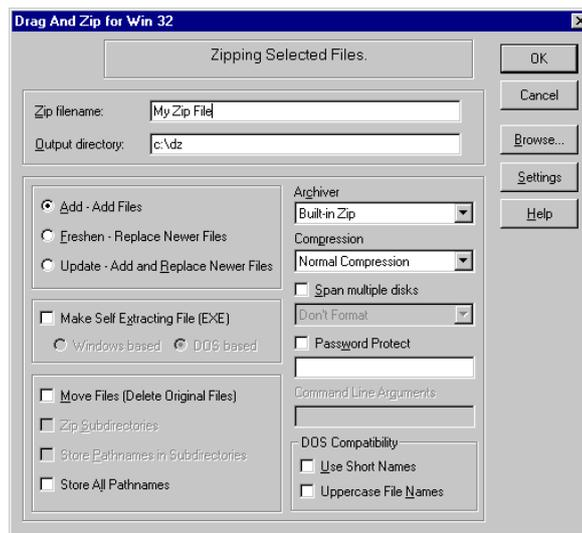 Drag And Zip for Win 32
Zipping Selected Files.
OK
Cancel
Browse...
Settings
Help
Zip filename:
My Zip File
Output directory:
c:\dz
Add - Add Files
Freshen - Replace Newer Files
Update - Add and Replace Newer Files
Make Self Extracting File (EXE)
Windows based
DOS based
Move Files (Delete Original Files)
Zip Subdirectories
Store Pathnames in Subdirectories
Store All Pathnames
Archiver
Built-in Zip
Compression
Normal Compression
Span multiple disks
Don't Format
Password Protect
Command Line Arguments
DOS Compatibility
Use Short Names
Uppercase File Names